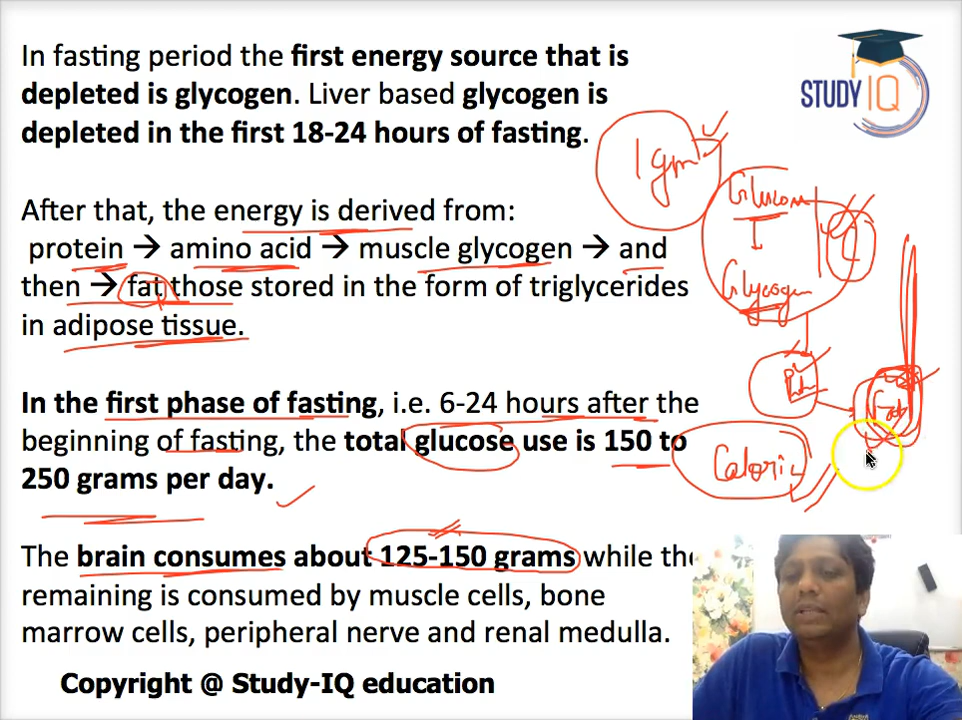 In fasting period the first energy source that is
depleted is glycogen. Liver based glycogen is
depleted in the first 18-24 hours of fasting.
STUDY IQ
1 gm
Glucose
Glycogen
After that, the energy is derived from:
protein → amino acid → muscle glycogen → and
then → fat those stored in the form of triglycerides
in adipose tissue.
In the first phase of fasting, i.e. 6-24 hours after the
beginning of fasting, the total glucose use is 150 to
250 grams per day.
Calorie
The brain consumes about 125-150 grams while the
remaining is consumed by muscle cells, bone
marrow cells, peripheral nerve and renal medulla.
Copyright @ Study-IQ education